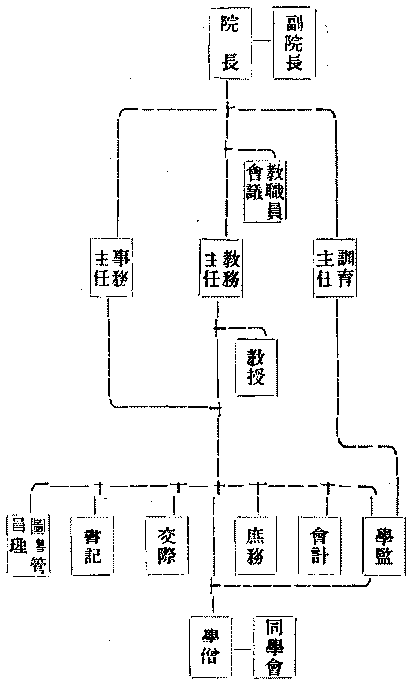 院長
副院長
教職員會議
事務主任
教務主任
訓育主任
教授
圖書管理員
書記
交際
庶務
會計
學監
學僧
同學會